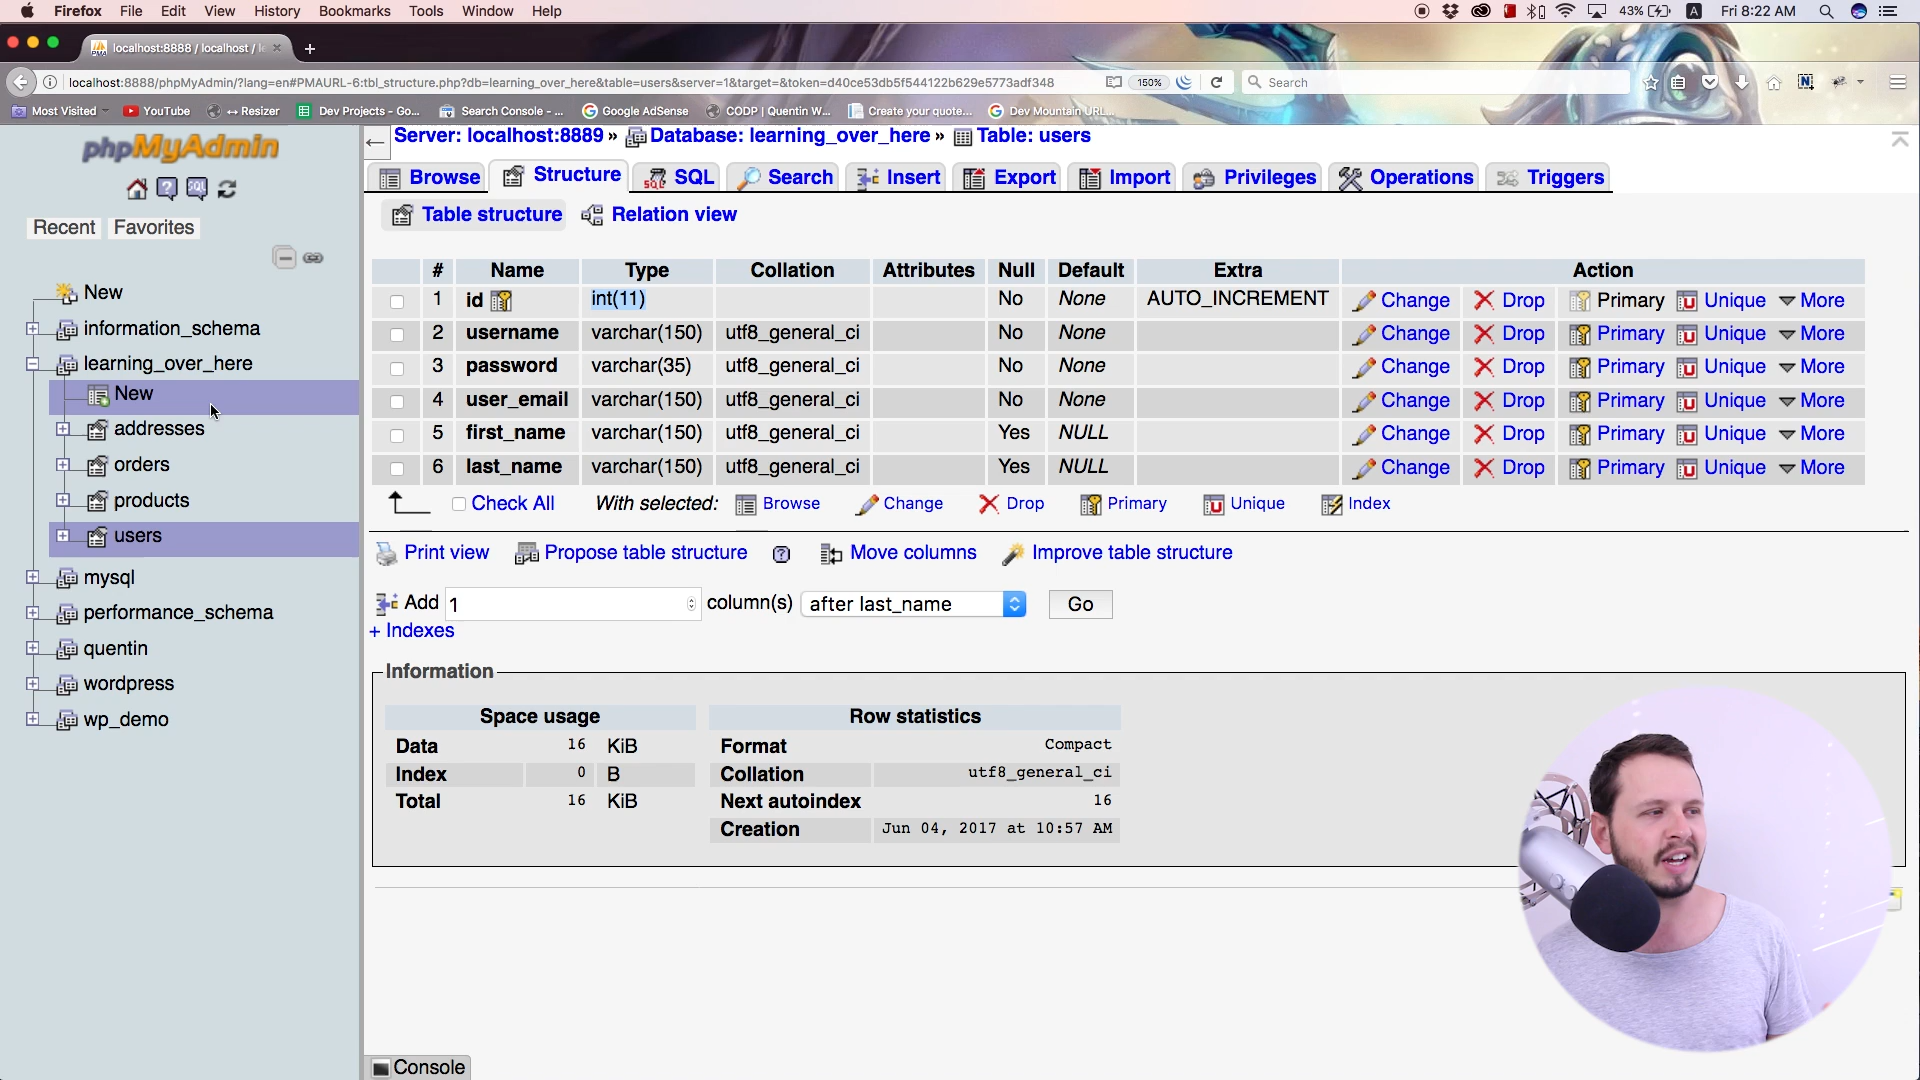 Firefox File Edit View History Bookmarks Tools Window Help
43% A Fri 8:22 AM
localhost:8888 / localhost / l
localhost:8888/phpMyAdmin/?lang=en#PMAURL-6:tbl_structure.php?db=learning_over_here&table=users&server=1&target=&token=d40ce53db5f544122b629e5773adf348 150% Search
Most Visited YouTube ↔ Resizer Dev Projects - Go... Search Console - ... Google AdSense CODP | Quentin W... Create your quote... Dev Mountain URL...
phpMyAdmin
Recent Favorites
New
information_schema
learning_over_here
New
addresses
orders
products
users
mysql
performance_schema
quentin
wordpress
wp_demo
Server: localhost:8889 » Database: learning_over_here » Table: users
Browse Structure SQL Search Insert Export Import Privileges Operations Triggers
Table structure Relation view
# Name Type Collation Attributes Null Default Extra Action
1 id int(11) No None AUTO_INCREMENT Change Drop Primary Unique More
2 username varchar(150) utf8_general_ci No None Change Drop Primary Unique More
3 password varchar(35) utf8_general_ci No None Change Drop Primary Unique More
4 user_email varchar(150) utf8_general_ci No None Change Drop Primary Unique More
5 first_name varchar(150) utf8_general_ci Yes NULL Change Drop Primary Unique More
6 last_name varchar(150) utf8_general_ci Yes NULL Change Drop Primary Unique More
Check All With selected: Browse Change Drop Primary Unique Index
Print view Propose table structure Move columns Improve table structure
Add 1 column(s) after last_name Go
+ Indexes
Information
Space usage
Data 16 KiB
Index 0 B
Total 16 KiB
Row statistics
Format Compact
Collation utf8_general_ci
Next autoindex 16
Creation Jun 04, 2017 at 10:57 AM
Console